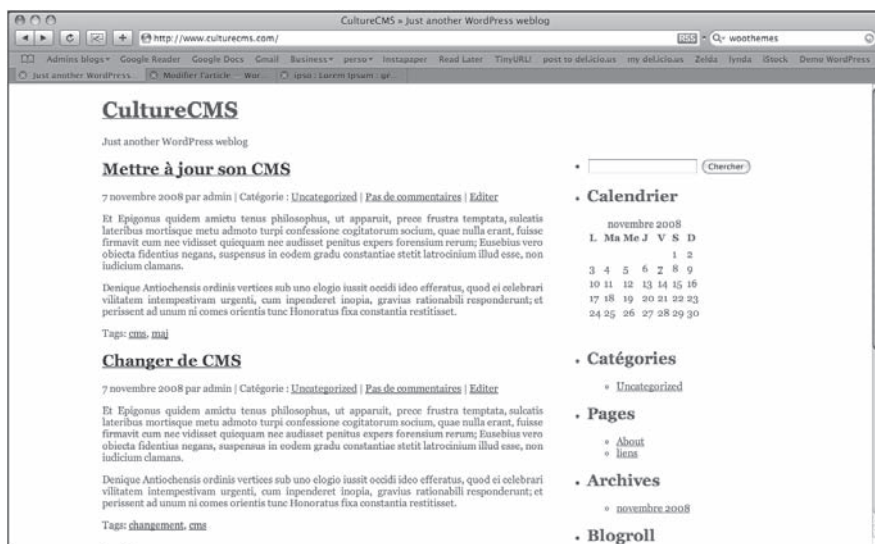 CultureCMS » Just another WordPress weblog
http://www.culturecms.com/
RSS
woothemes
Admins blogs Google Reader Google Docs Gmail Business perso Instapaper Read Later TinyURL! post to del.icio.us my del.icio.us Zelda lynda iStock Demo WordPress
Just another WordPress... Modifier l'article — Wor... ipso : Lorem Ipsum : gé...
CultureCMS
Just another WordPress weblog
Mettre à jour son CMS
7 novembre 2008 par admin | Catégorie : Uncategorized | Pas de commentaires | Editer
Et Epigonus quidem amictu tenus philosophus, ut apparuit, prece frustra temptata, sulcatis
lateribus mortisque metu admoto turpi confessione cogitatorum socium, quae nulla erant, fuisse
firmavit cum nec vidisset quicquam nec audisset penitus expers forensium rerum; Eusebius vero
obiecta fidentius negans, suspensus in eodem gradu constantiae stetit latrocinium illud esse, non
iudicium clamans.
Denique Antiochensis ordinis vertices sub uno elogio iussit occidi ideo efferatus, quod ei celebrari
vilitatem intempestivam urgenti, cum inpenderet inopia, gravius rationabili responderunt; et
perissent ad unum ni comes orientis tunc Honoratus fixa constantia restitisset.
Tags: cms, maj
Changer de CMS
7 novembre 2008 par admin | Catégorie : Uncategorized | Pas de commentaires | Editer
Et Epigonus quidem amictu tenus philosophus, ut apparuit, prece frustra temptata, sulcatis
lateribus mortisque metu admoto turpi confessione cogitatorum socium, quae nulla erant, fuisse
firmavit cum nec vidisset quicquam nec audisset penitus expers forensium rerum; Eusebius vero
obiecta fidentius negans, suspensus in eodem gradu constantiae stetit latrocinium illud esse, non
iudicium clamans.
Denique Antiochensis ordinis vertices sub uno elogio iussit occidi ideo efferatus, quod ei celebrari
vilitatem intempestivam urgenti, cum inpenderet inopia, gravius rationabili responderunt; et
perissent ad unum ni comes orientis tunc Honoratus fixa constantia restitisset.
Tags: changement, cms
Chercher
Calendrier
novembre 2008
L Ma Me J V S D
1 2
3 4 5 6 7 8 9
10 11 12 13 14 15 16
17 18 19 20 21 22 23
24 25 26 27 28 29 30
Catégories
Uncategorized
Pages
About
liens
Archives
novembre 2008
Blogroll